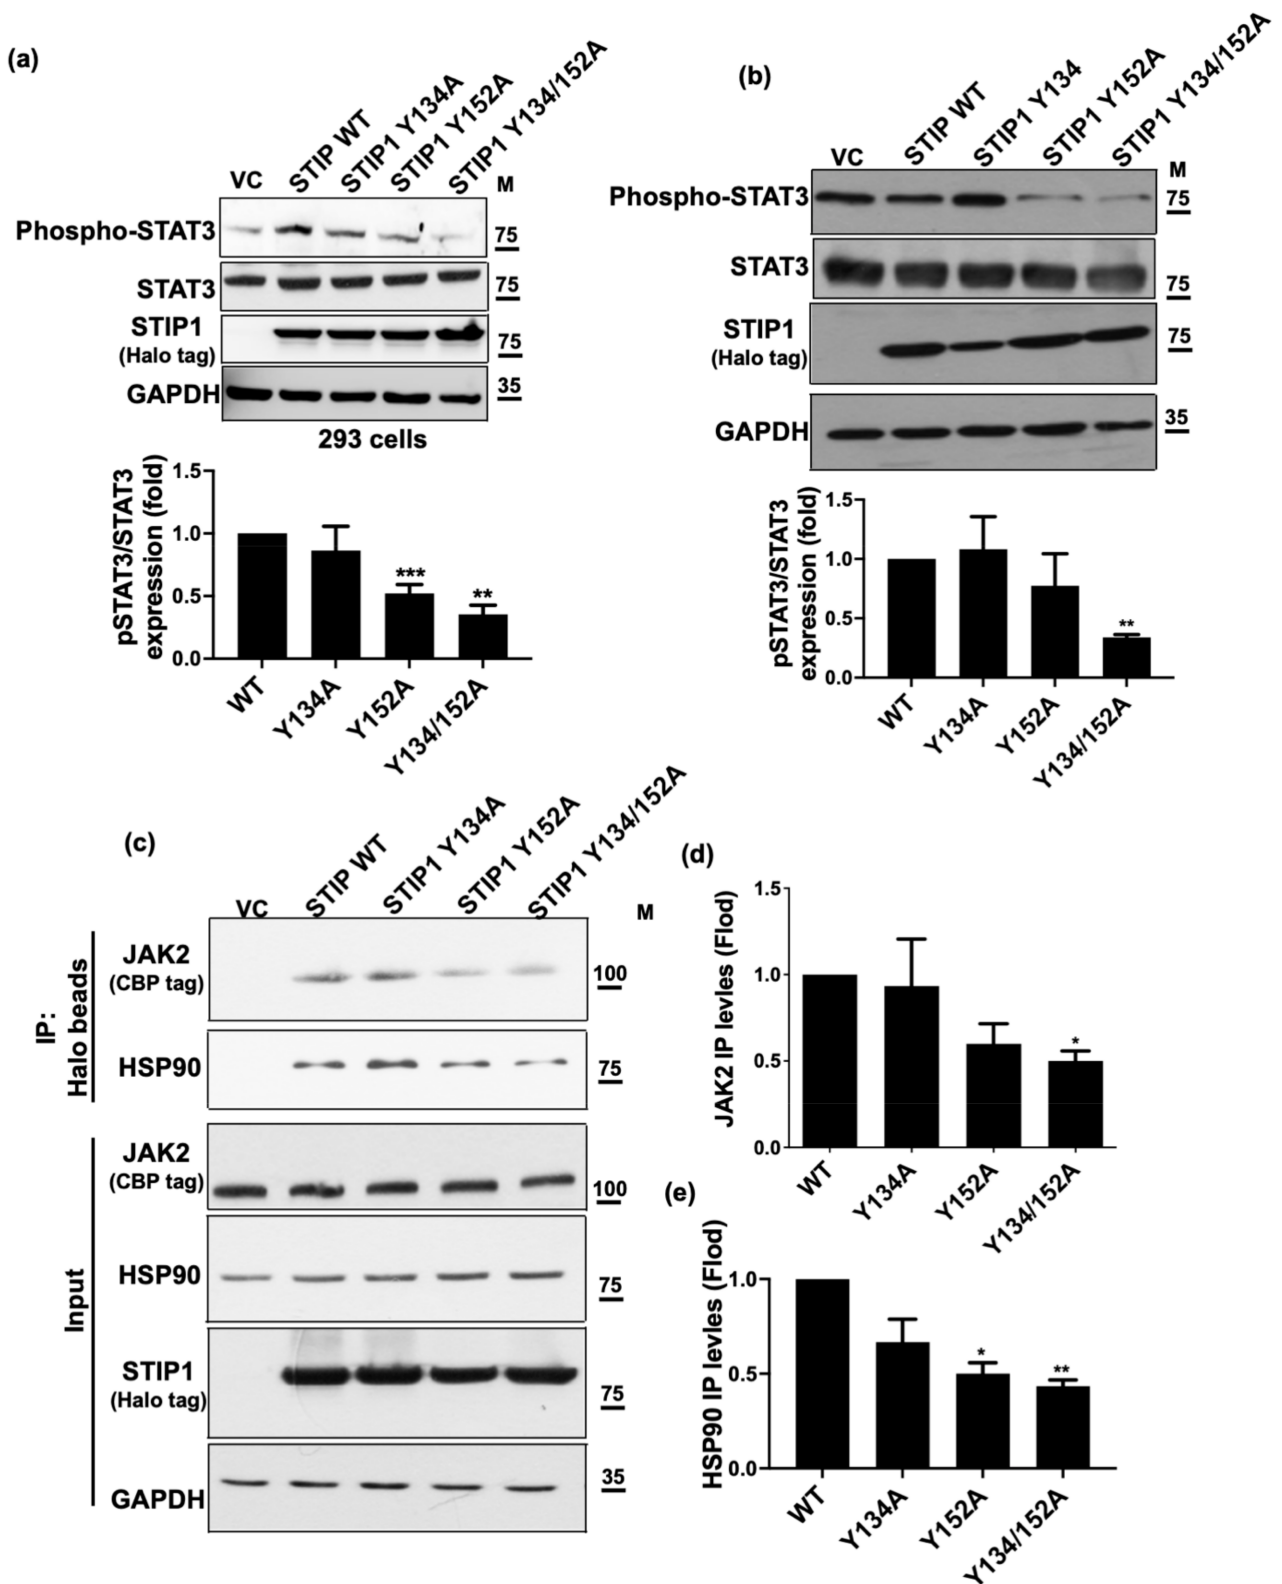 (a)
VC
STIP WT
STIP1 Y134A
STIP1 Y152A
STIP1 Y134/152A
M
Phospho-STAT3
75
STAT3
75
STIP1
(Halo tag)
75
GAPDH
35
293 cells
pSTAT3/STAT3
expression (fold)
1.5
1.0
0.5
0.0
***
**
WT
Y134A
Y152A
Y134/152A
(b)
VC
STIP WT
STIP1 Y134
STIP1 Y152A
STIP1 Y134/152A
M
Phospho-STAT3
75
STAT3
75
STIP1
(Halo tag)
75
GAPDH
35
pSTAT3/STAT3
expression (fold)
1.5
1.0
0.5
0.0
**
WT
Y134A
Y152A
Y134/152A
(c)
VC
STIP WT
STIP1 Y134A
STIP1 Y152A
STIP1 Y134/152A
M
IP:
Halo beads
JAK2
(CBP tag)
100
HSP90
75
Input
JAK2
(CBP tag)
100
HSP90
75
STIP1
(Halo tag)
75
GAPDH
35
(d)
JAK2 IP levles (Flod)
1.5
1.0
0.5
0.0
*
WT
Y134A
Y152A
Y134/152A
(e)
HSP90 IP levles (Flod)
1.0
0.5
0.0
*
**
WT
Y134A
Y152A
Y134/152A